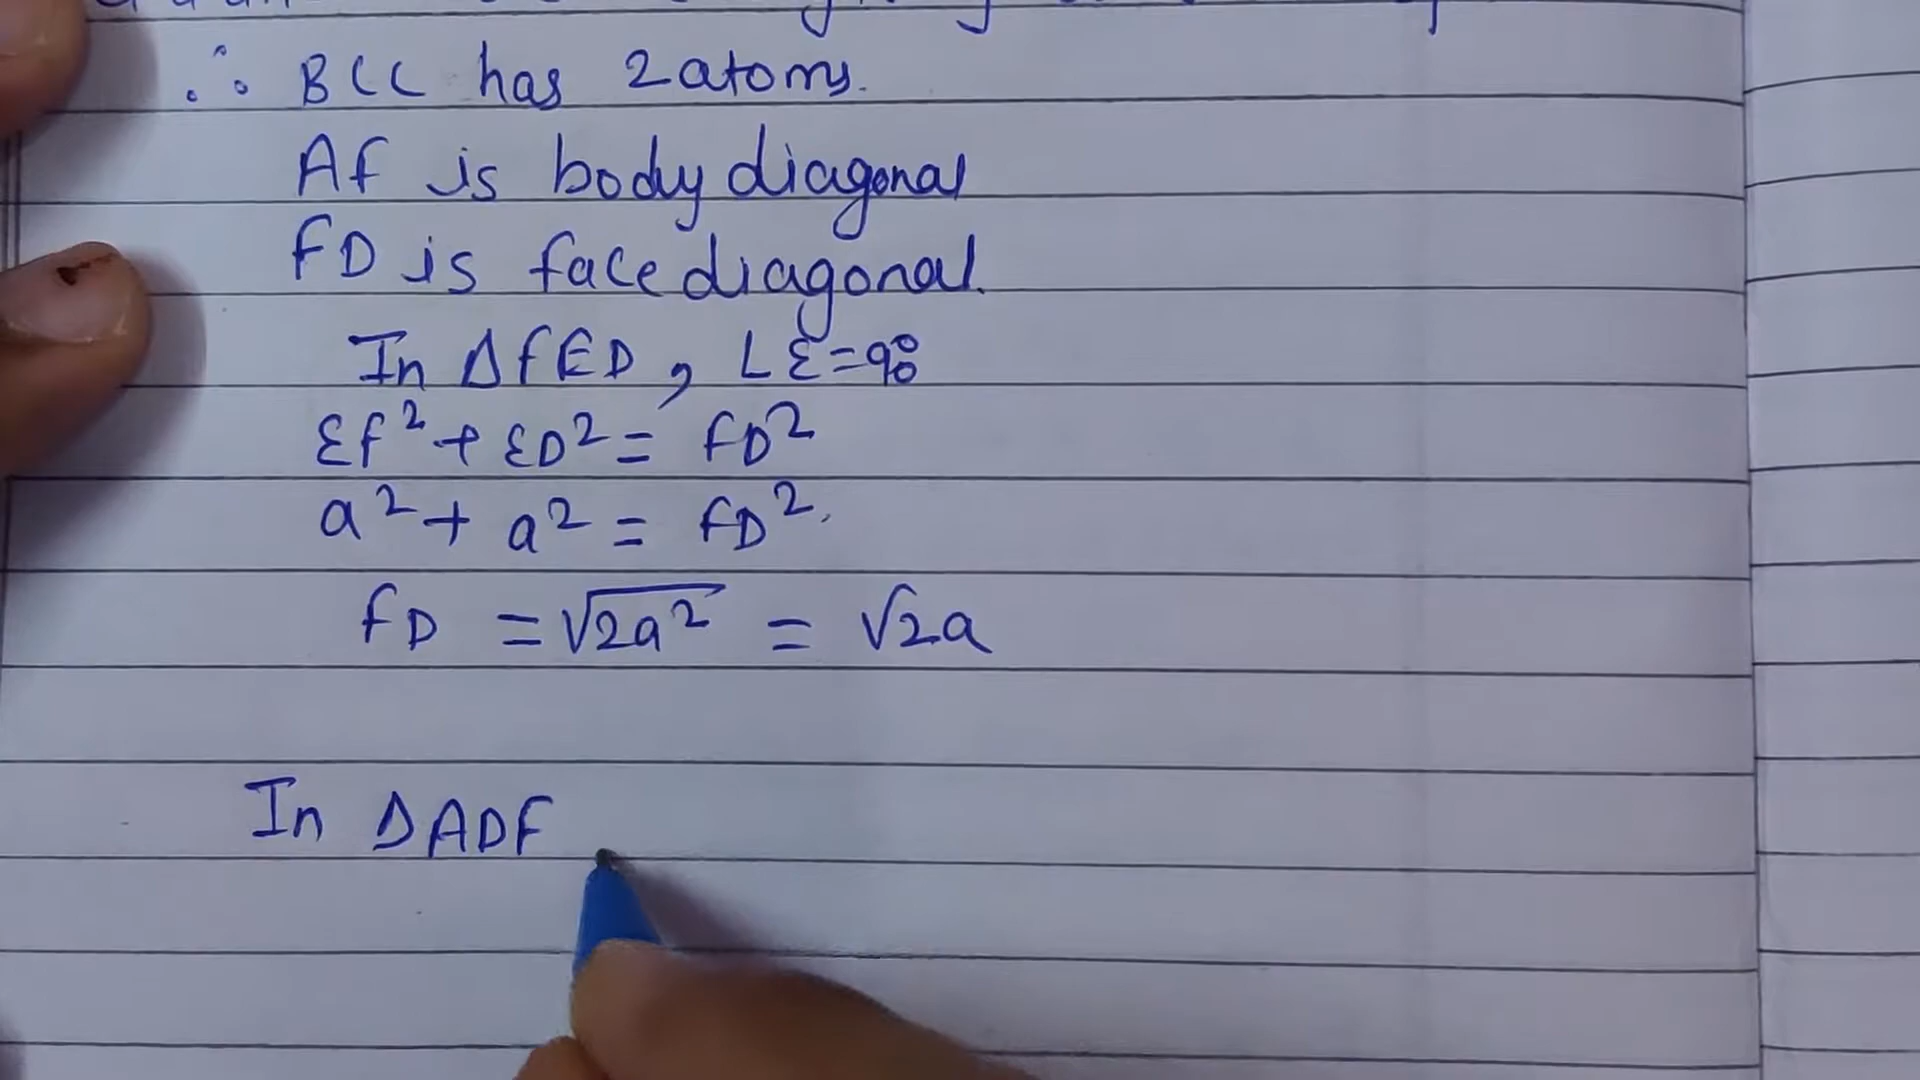 ∴ BCC has 2 atoms.
AF is body diagonal
FD is face diagonal.
In ΔFED, ∠E=90°
EF² + ED² = FD²
a² + a² = FD².
FD = √2a² = √2a
In ΔADF